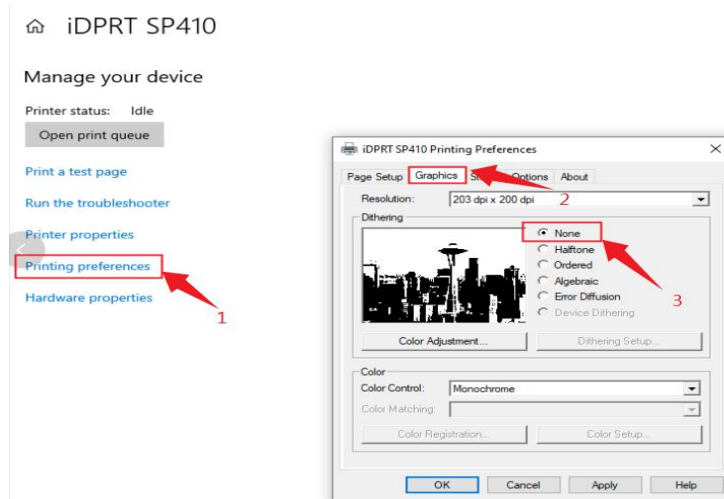 iDPRT SP410
Manage your device
Printer status: Idle
Open print queue
Print a test page
Run the troubleshooter
Printer properties
Printing preferences
Hardware properties
1
iDPRT SP410 Printing Preferences
Page Setup Graphics Options About
2
Resolution: 203 dpi x 200 dpi
Dithering
None
Halftone
Ordered
Algebraic
Error Diffusion
Device Dithering
3
Color Adjustment... Dithering Setup...
Color
Color Control: Monochrome
Color Matching:
Color Registration... Color Setup...
OK Cancel Apply Help